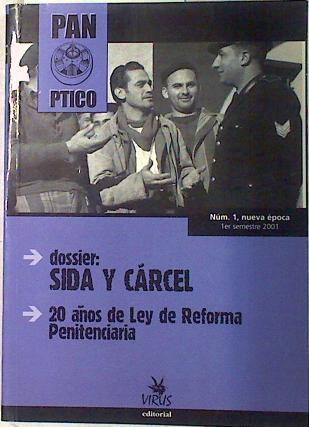 PAN
PTICO
Núm. 1, nueva época
1er semestre 2001
dossier:
SIDA Y CÁRCEL
20 años de Ley de Reforma
Penitenciaria
VIRUS
editorial